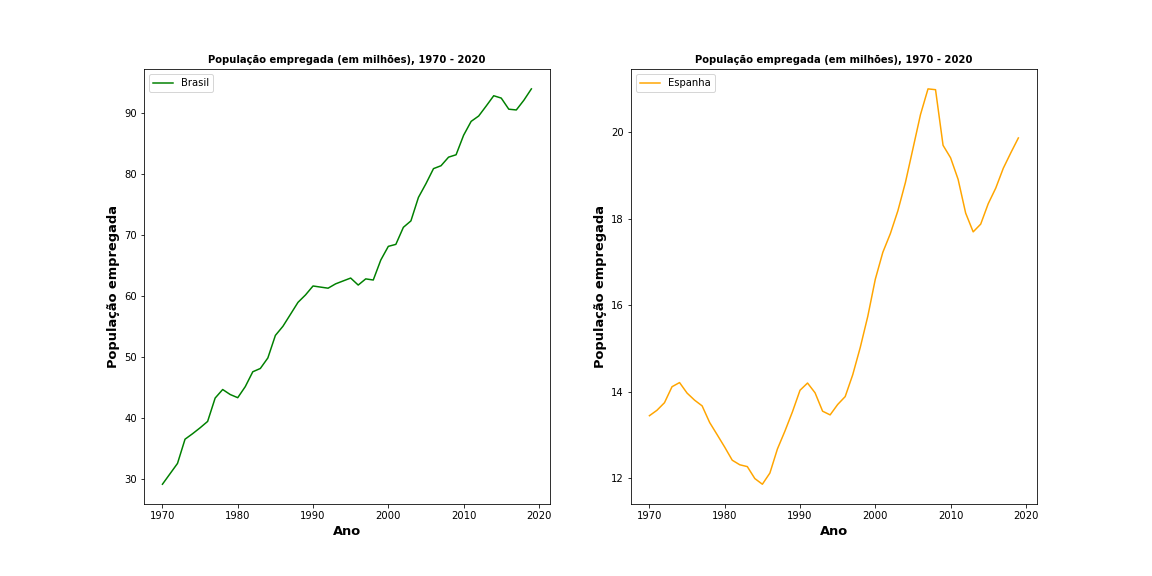 População empregada (em milhões), 1970 - 2020
Brasil
90
80
70
60
50
40
30
População empregada
1970 1980 1990 2000 2010 2020
Ano
População empregada (em milhões), 1970 - 2020
Espanha
20
18
16
14
12
População empregada
1970 1980 1990 2000 2010 2020
Ano